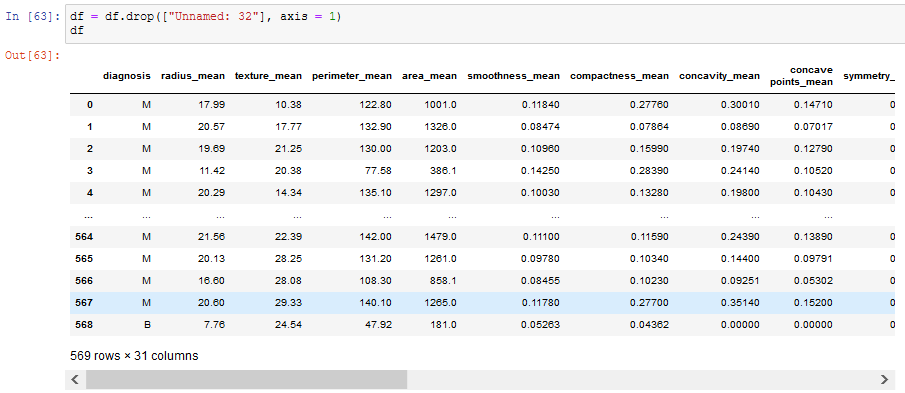 In [63]: df = df.drop(["Unnamed: 32"], axis = 1)
df
Out[63]:
diagnosis radius_mean texture_mean perimeter_mean area_mean smoothness_mean compactness_mean concavity_mean concave points_mean symmetry_
0 M 17.99 10.38 122.80 1001.0 0.11840 0.27760 0.30010 0.14710 0
1 M 20.57 17.77 132.90 1326.0 0.08474 0.07864 0.08690 0.07017 0
2 M 19.69 21.25 130.00 1203.0 0.10960 0.15990 0.19740 0.12790 0
3 M 11.42 20.38 77.58 386.1 0.14250 0.28390 0.24140 0.10520 0
4 M 20.29 14.34 135.10 1297.0 0.10030 0.13280 0.19800 0.10430 0
... ... ... ... ... ... ... ... ... ...
564 M 21.56 22.39 142.00 1479.0 0.11100 0.11590 0.24390 0.13890 0
565 M 20.13 28.25 131.20 1261.0 0.09780 0.10340 0.14400 0.09791 0
566 M 16.60 28.08 108.30 858.1 0.08455 0.10230 0.09251 0.05302 0
567 M 20.60 29.33 140.10 1265.0 0.11780 0.27700 0.35140 0.15200 0
568 B 7.76 24.54 47.92 181.0 0.05263 0.04362 0.00000 0.00000 0
569 rows × 31 columns